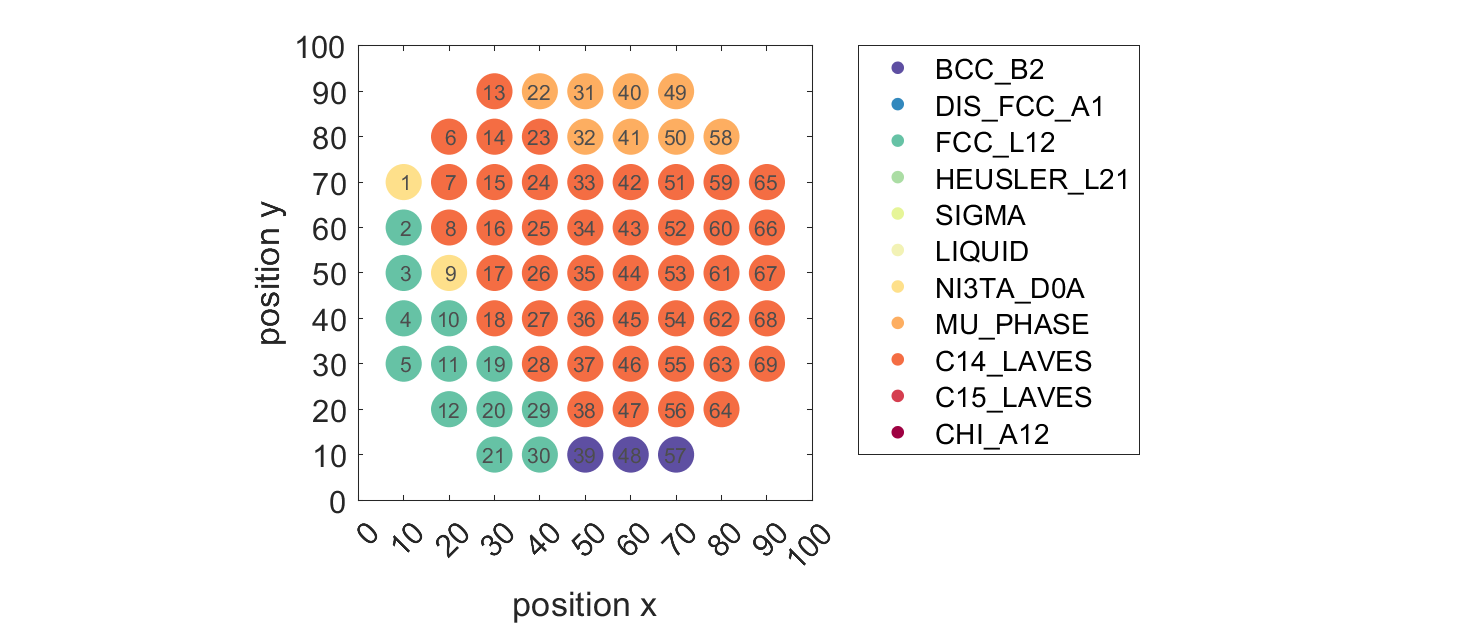 100
90 13 22 31 40 49
80 6 14 23 32 41 50 58
70 1 7 15 24 33 42 51 59 65
60 2 8 16 25 34 43 52 60 66
50 3 9 17 26 35 44 53 61 67
40 4 10 18 27 36 45 54 62 68
30 5 11 19 28 37 46 55 63 69
20 12 20 29 38 47 56 64
10 21 30 39 48 57
0
0 10 20 30 40 50 60 70 80 90 100
position x
position y
BCC_B2
DIS_FCC_A1
FCC_L12
HEUSLER_L21
SIGMA
LIQUID
NI3TA_D0A
MU_PHASE
C14_LAVES
C15_LAVES
CHI_A12